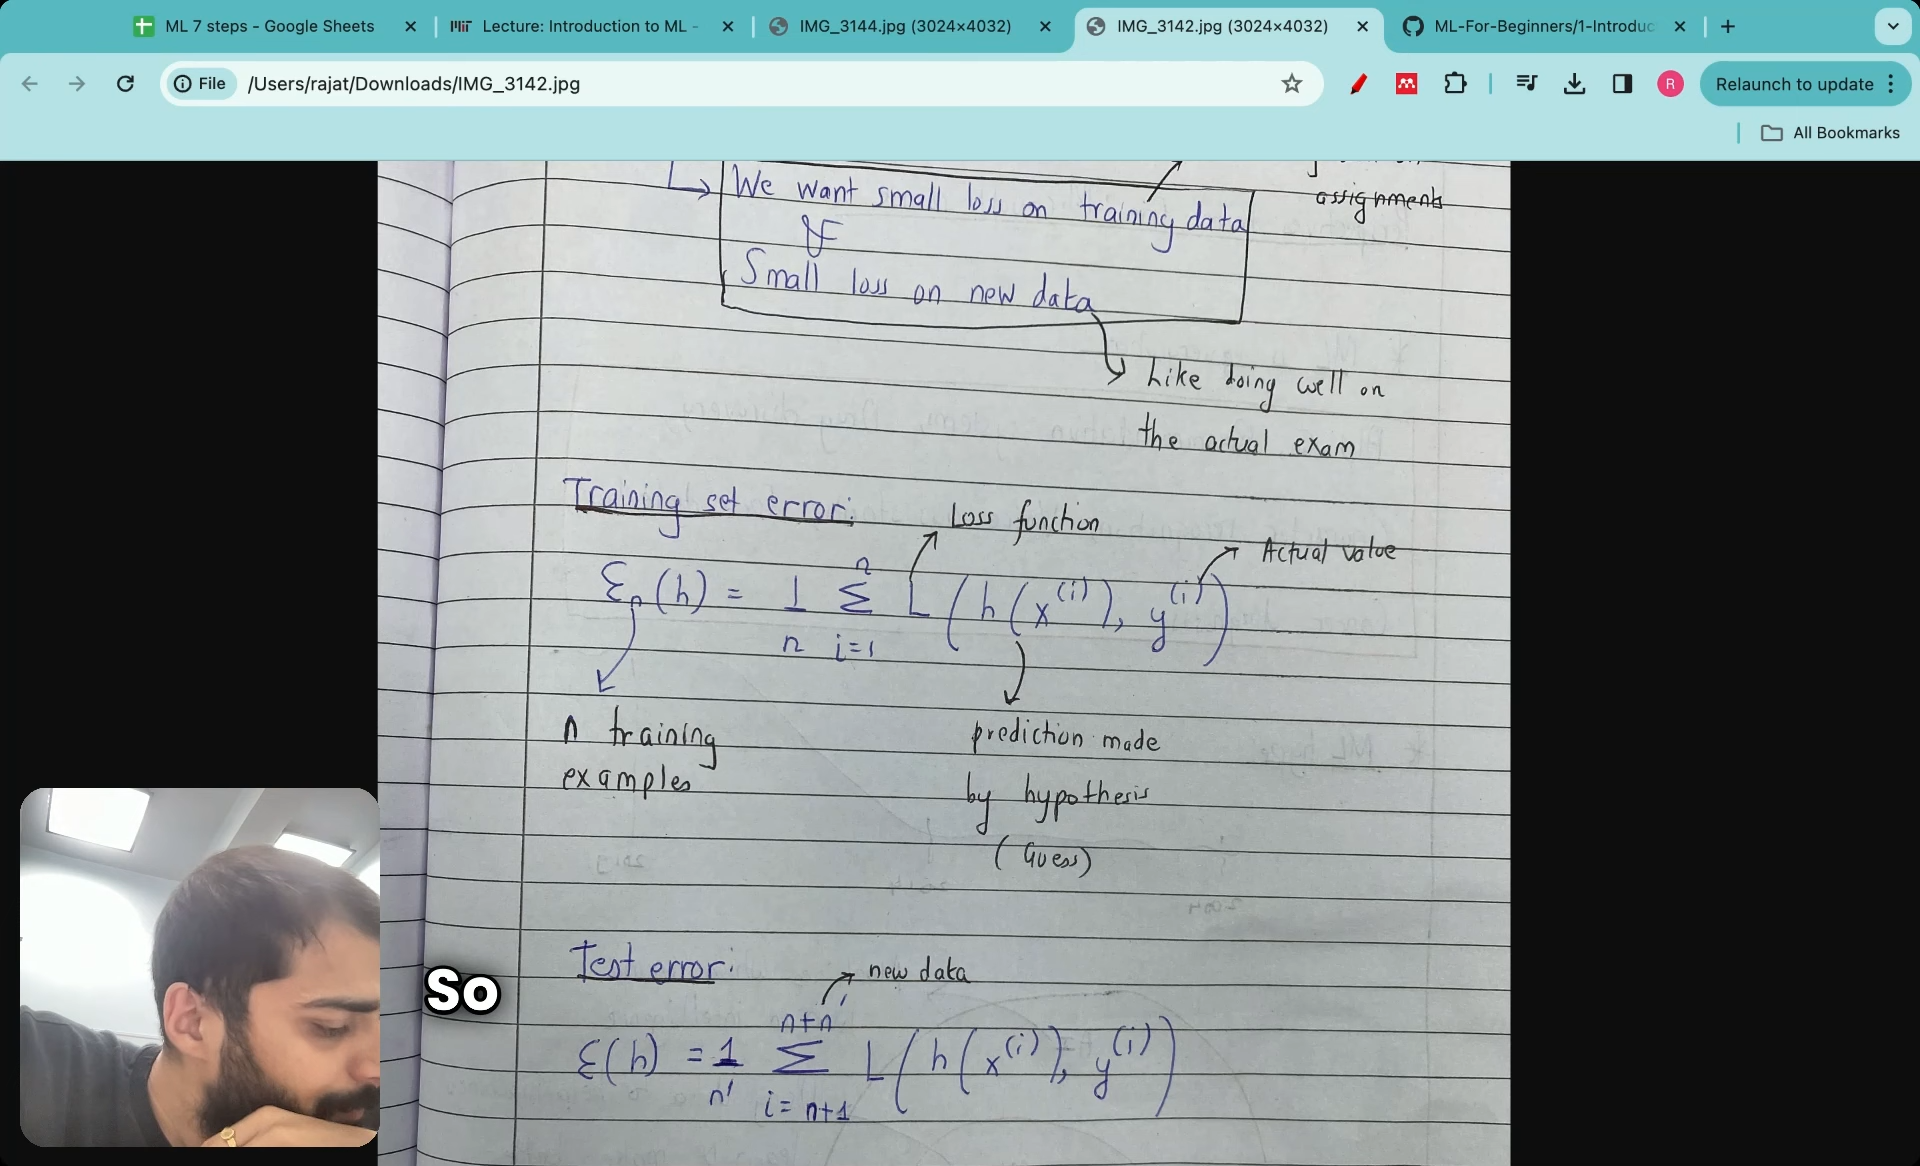 ML 7 steps - Google Sheets
Lecture: Introduction to ML -
IMG_3144.jpg (3024×4032)
IMG_3142.jpg (3024×4032)
ML-For-Beginners/1-Introduc
File
/Users/rajat/Downloads/IMG_3142.jpg
R
Relaunch to update
All Bookmarks
assignments
We want small loss on training data
&
Small loss on new data
Like doing well on
the actual exam
Training set error:
Loss function
Actual value
Ɛn(h) = 1/n Σ i=1 n L(h(x^(i)), y^(i))
n training
examples
prediction made
by hypothesis
(Guess)
Test error:
new data
Ɛ(h) = 1/n' Σ i=n+1 n+n' L(h(x^(i)), y^(i))
So